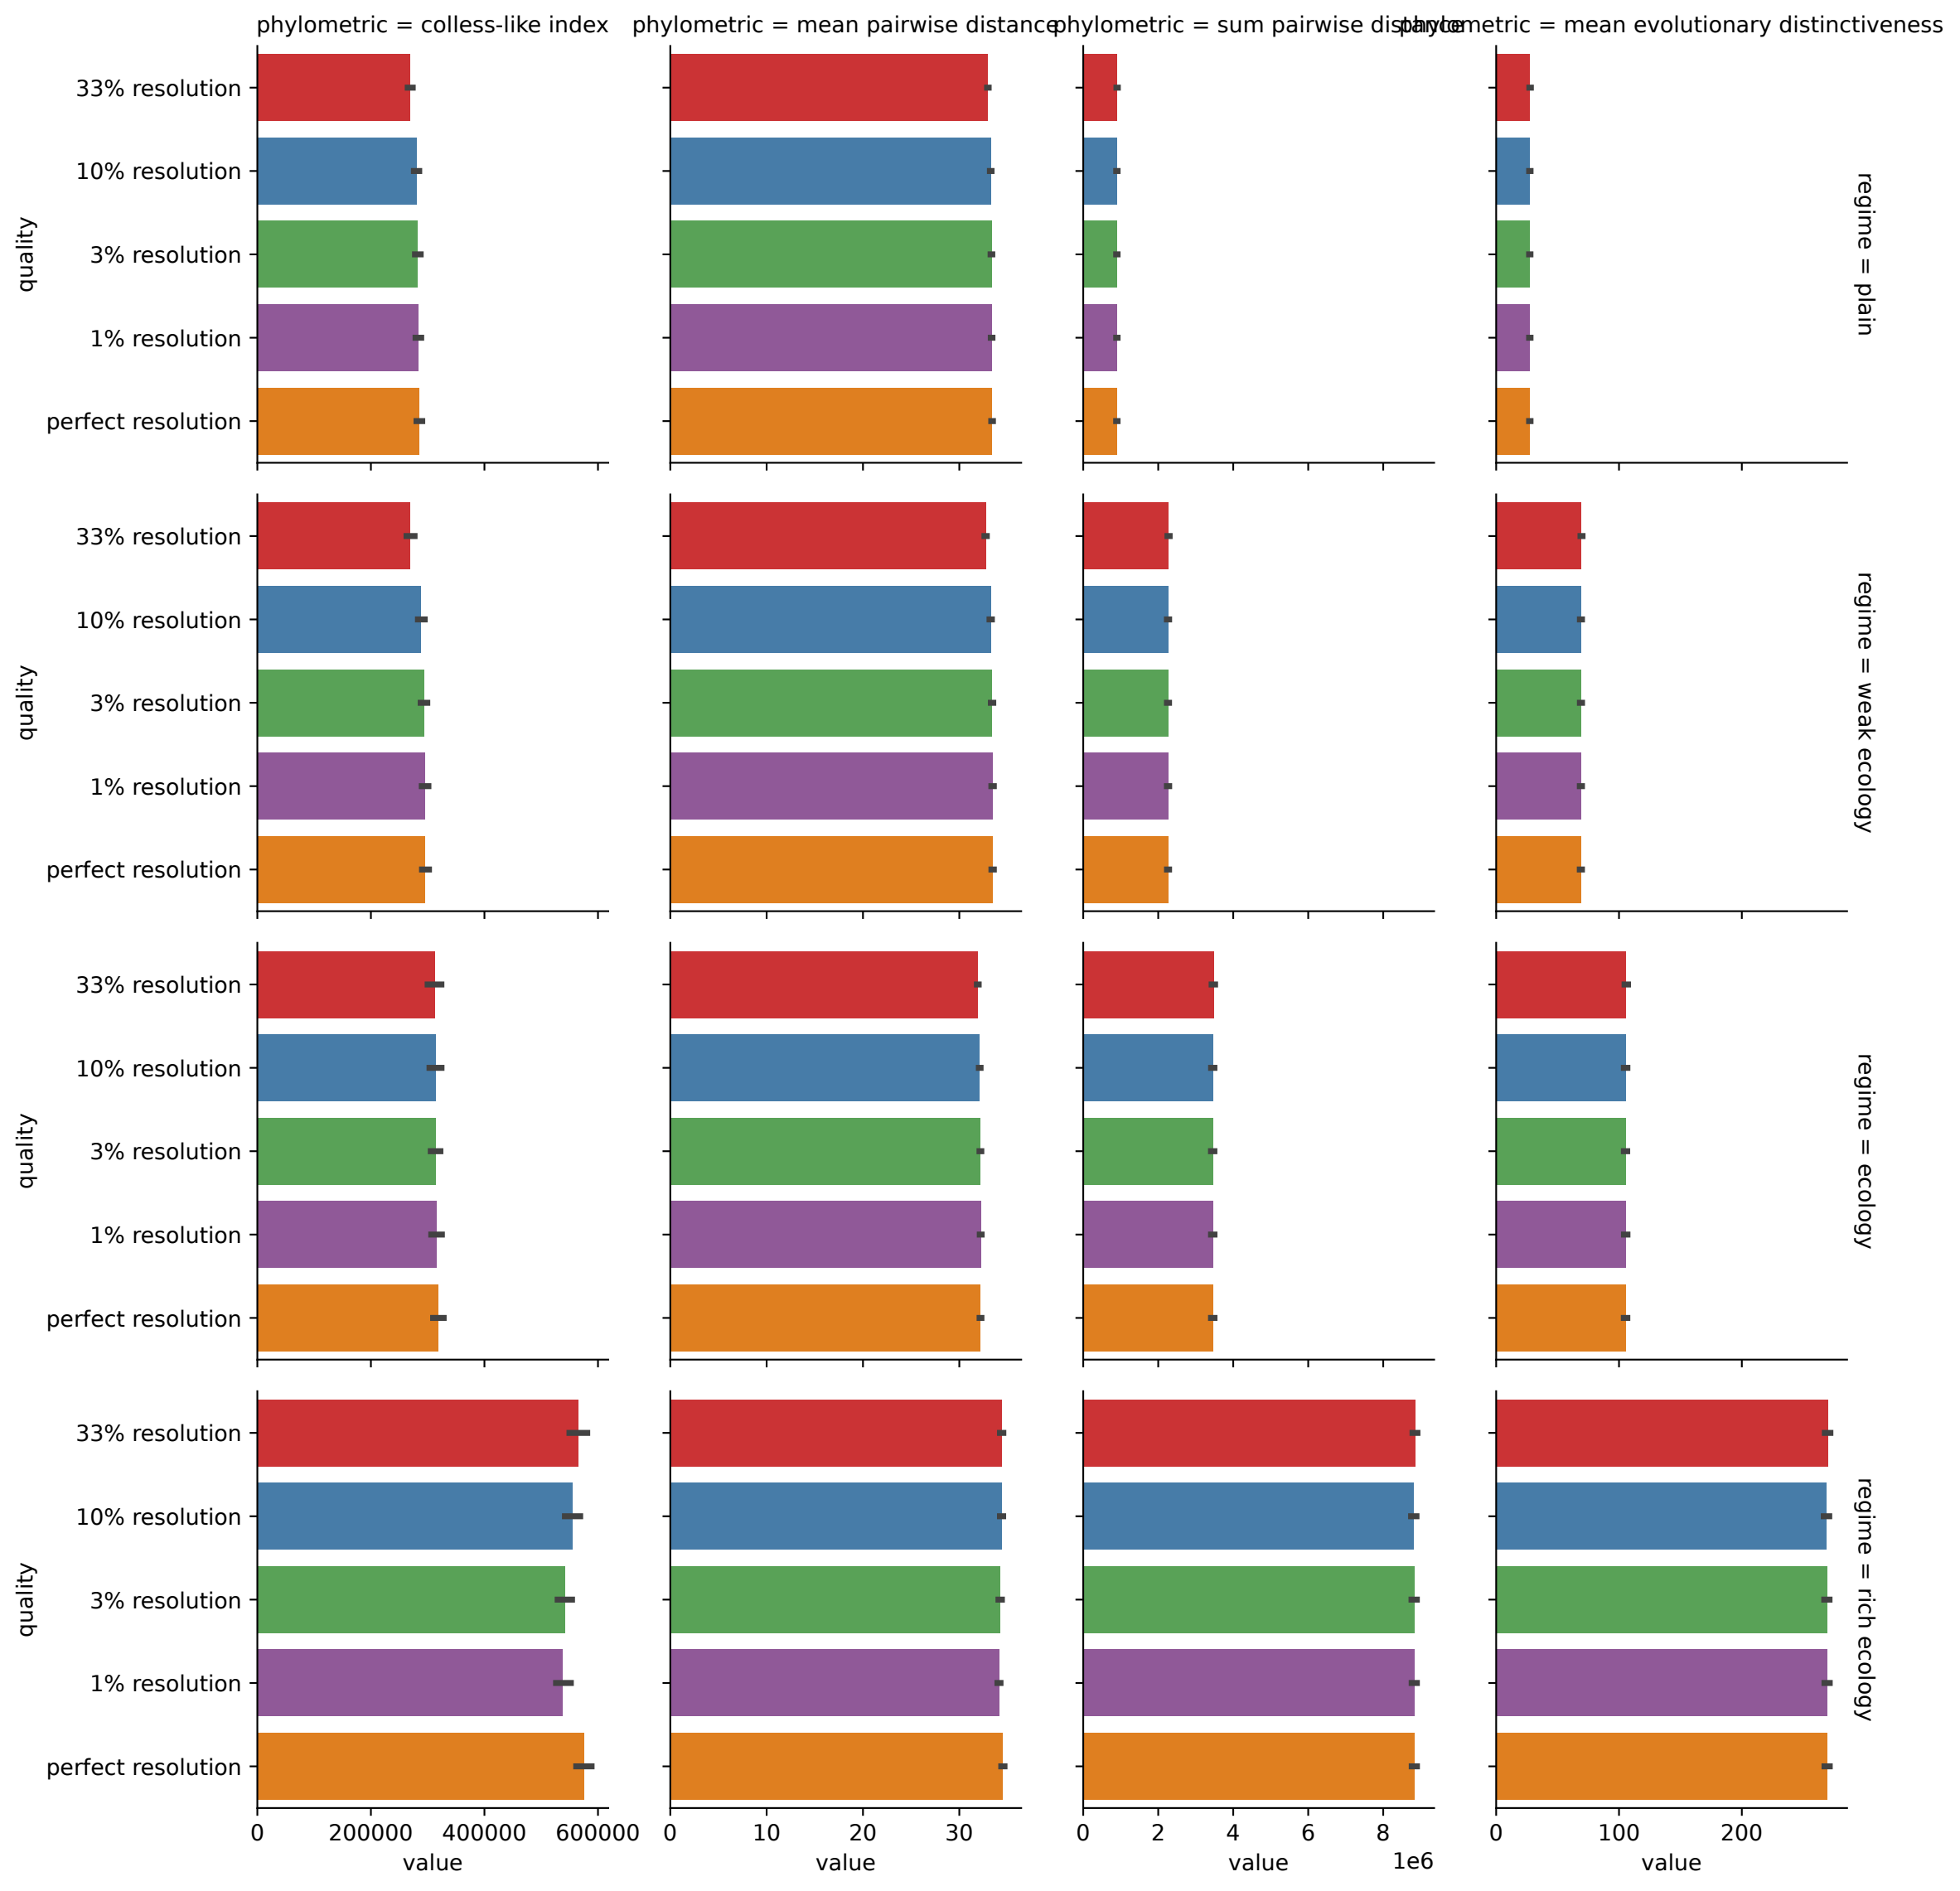 phylometric = colless-like index
phylometric = mean pairwise distance
phylometric = sum pairwise distance
phylometric = mean evolutionary distinctiveness
quality
33% resolution
10% resolution
3% resolution
1% resolution
perfect resolution
regime = plain
quality
33% resolution
10% resolution
3% resolution
1% resolution
perfect resolution
regime = weak ecology
quality
33% resolution
10% resolution
3% resolution
1% resolution
perfect resolution
regime = ecology
quality
33% resolution
10% resolution
3% resolution
1% resolution
perfect resolution
regime = rich ecology
0 200000 400000 600000
value
0 10 20 30
value
0 2 4 6 8
1e6
value
0 100 200
value